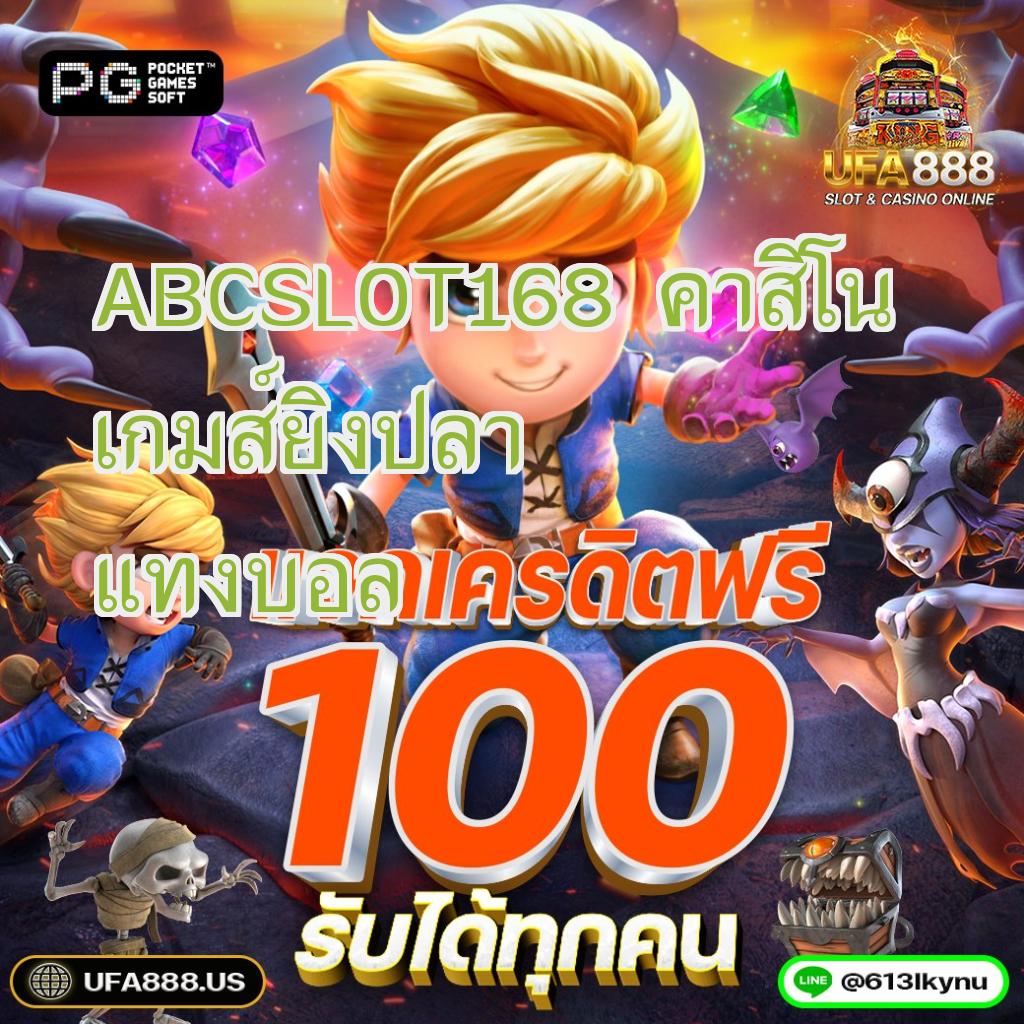 PG POCKET GAMES SOFT™
UFA888
SLOT & CASINO ONLINE
ABCSLOT168 คาสิโน
เกมส์ยิงปลา
แทงบอล
เครดิตฟรี
100
รับได้ทุกคน
UFA888.US
LINE @613lkynu